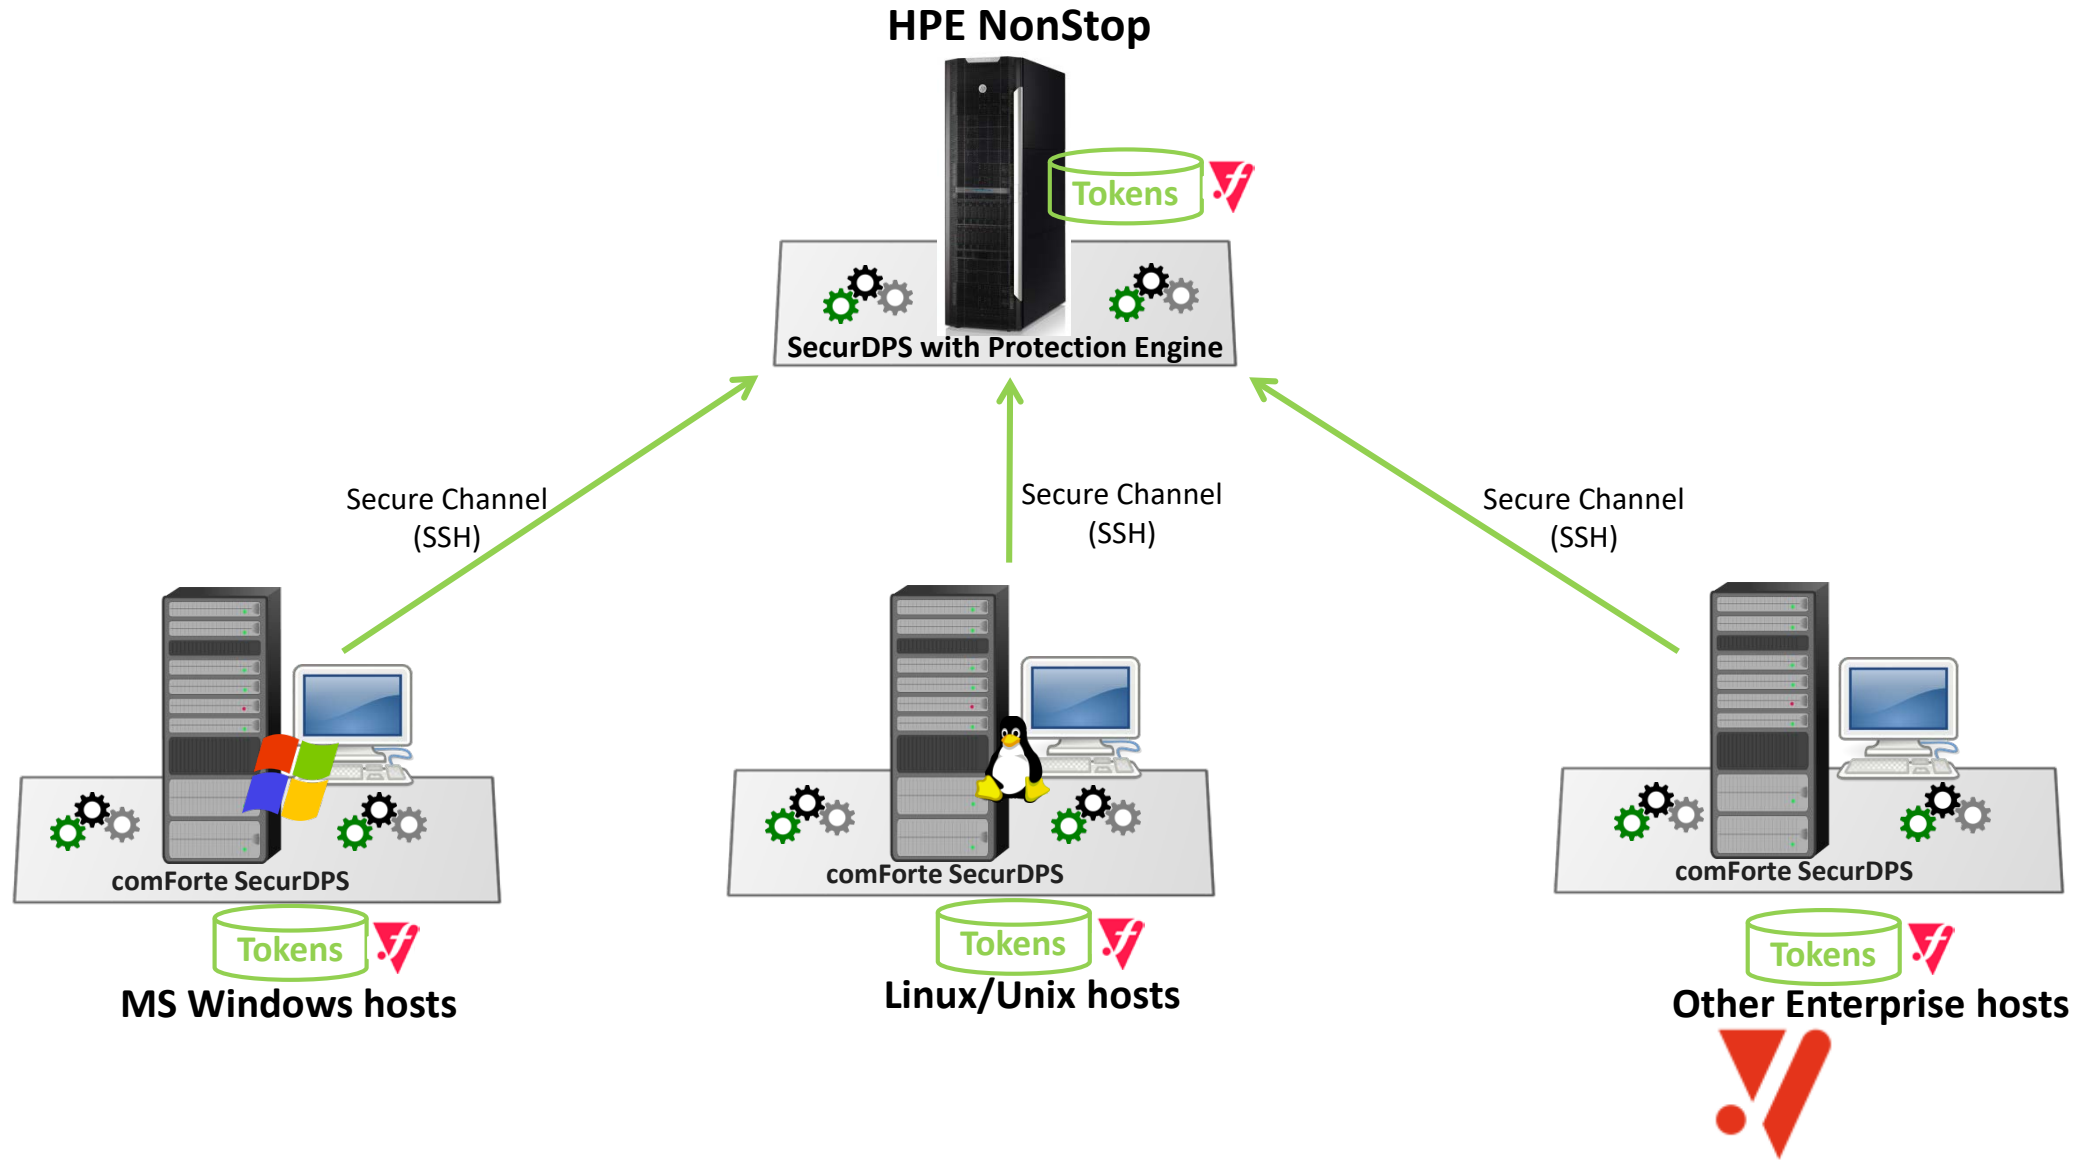 HPE NonStop
Tokens
SecurDPS with Protection Engine
Secure Channel
(SSH)
Secure Channel
(SSH)
Secure Channel
(SSH)
comForte SecurDPS
comForte SecurDPS
comForte SecurDPS
Tokens
Tokens
Tokens
MS Windows hosts
Linux/Unix hosts
Other Enterprise hosts